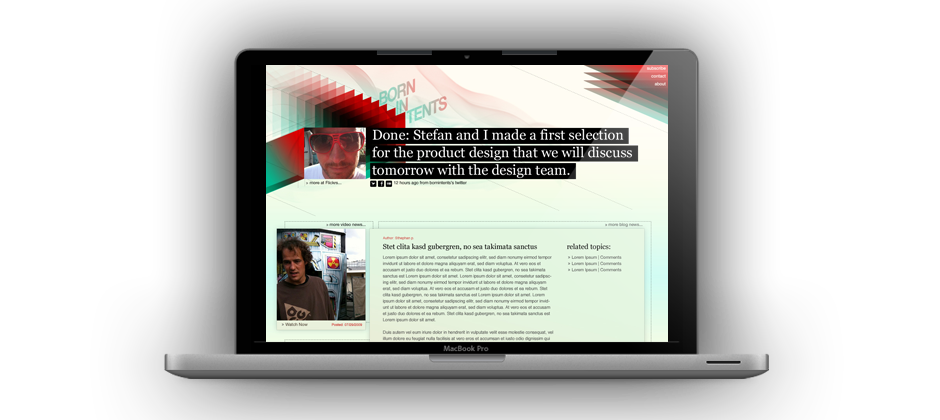 subscribe
contact
about
BORN
IN
TENTS
Done: Stefan and I made a first selection
for the product design that we will discuss
tomorrow with the design team.
» more at Flickrs...
12 hours ago from bornintents's twitter
» more video news...
» more blog news...
Stet clita kasd gubergren, no sea takimata sanctus
related topics:
Lorem ipsum dolor sit amet, consetetur sadipscing elitr, sed diam nonumy eirmod tempor
invidunt ut labore et dolore magna aliquyam erat, sed diam voluptua. At vero eos et
accusam et justo duo dolores et ea rebum. Stet clita kasd gubergren, no sea takimata
sanctus est Lorem ipsum dolor sit amet. Lorem ipsum dolor sit amet, consetetur sadipsc-
ing elitr, sed diam nonumy eirmod tempor invidunt ut labore et dolore magna aliquyam
erat, sed diam voluptua. At vero eos et accusam et justo duo dolores et ea rebum. Stet
clita kasd gubergren, no sea takimata sanctus est Lorem ipsum dolor sit amet. Lorem
ipsum dolor sit amet, consetetur sadipscing elitr, sed diam nonumy eirmod tempor invid-
unt ut labore et dolore magna aliquyam erat, sed diam voluptua. At vero eos et accusam
et justo duo dolores et ea rebum. Stet clita kasd gubergren, no sea takimata sanctus est
Lorem ipsum dolor sit amet.
» Lorem Ipsum | Comments
» Lorem Ipsum | Comments
» Lorem Ipsum | Comments
» Watch Now
Duis autem vel eum iriure dolor in hendrerit in vulputate velit esse molestie consequat, vel
illum dolore eu feugiat nulla facilisis at vero eros et accumsan et iusto odio dignissim qui
MacBook Pro